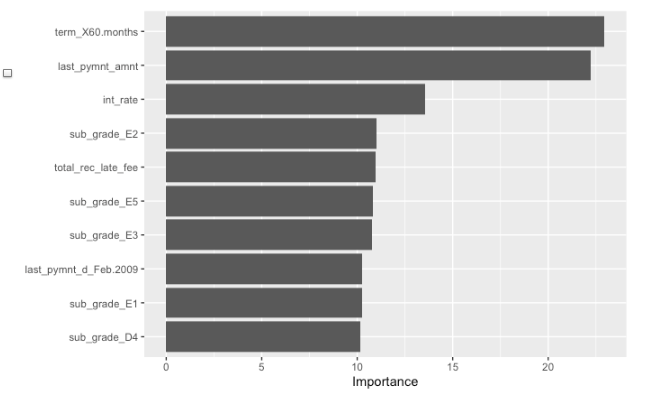 term_X60.months
last_pymnt_amnt
int_rate
sub_grade_E2
total_rec_late_fee
sub_grade_E5
sub_grade_E3
last_pymnt_d_Feb.2009
sub_grade_E1
sub_grade_D4
0 5 10 15 20
Importance